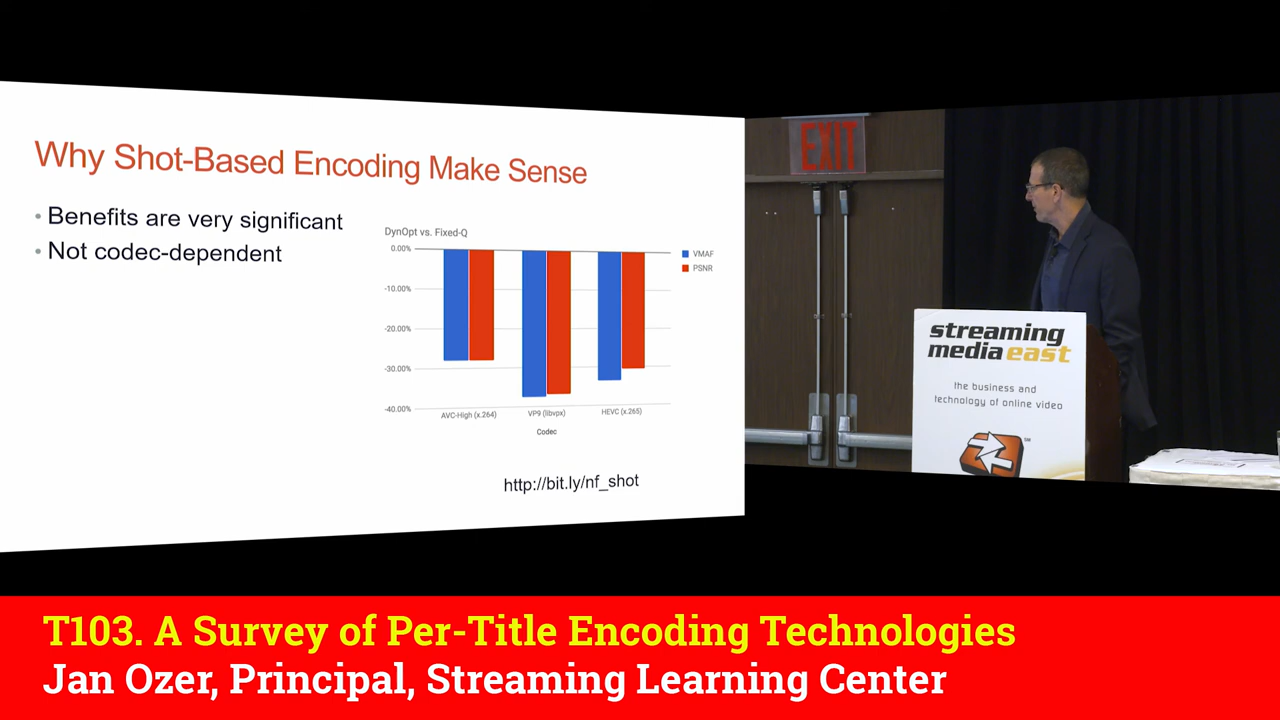 Why Shot-Based Encoding Make Sense
• Benefits are very significant
• Not codec-dependent
DynOpt vs. Fixed-Q
0.00%
-10.00%
-20.00%
-30.00%
-40.00%
VMAF
PSNR
AVC-High (x.264)
VP9 (libvpx)
HEVC (x.265)
Codec
http://bit.ly/nf_shot
EXIT
streaming
media east
the business and
technology of online video
SM
T103. A Survey of Per-Title Encoding Technologies
Jan Ozer, Principal, Streaming Learning Center